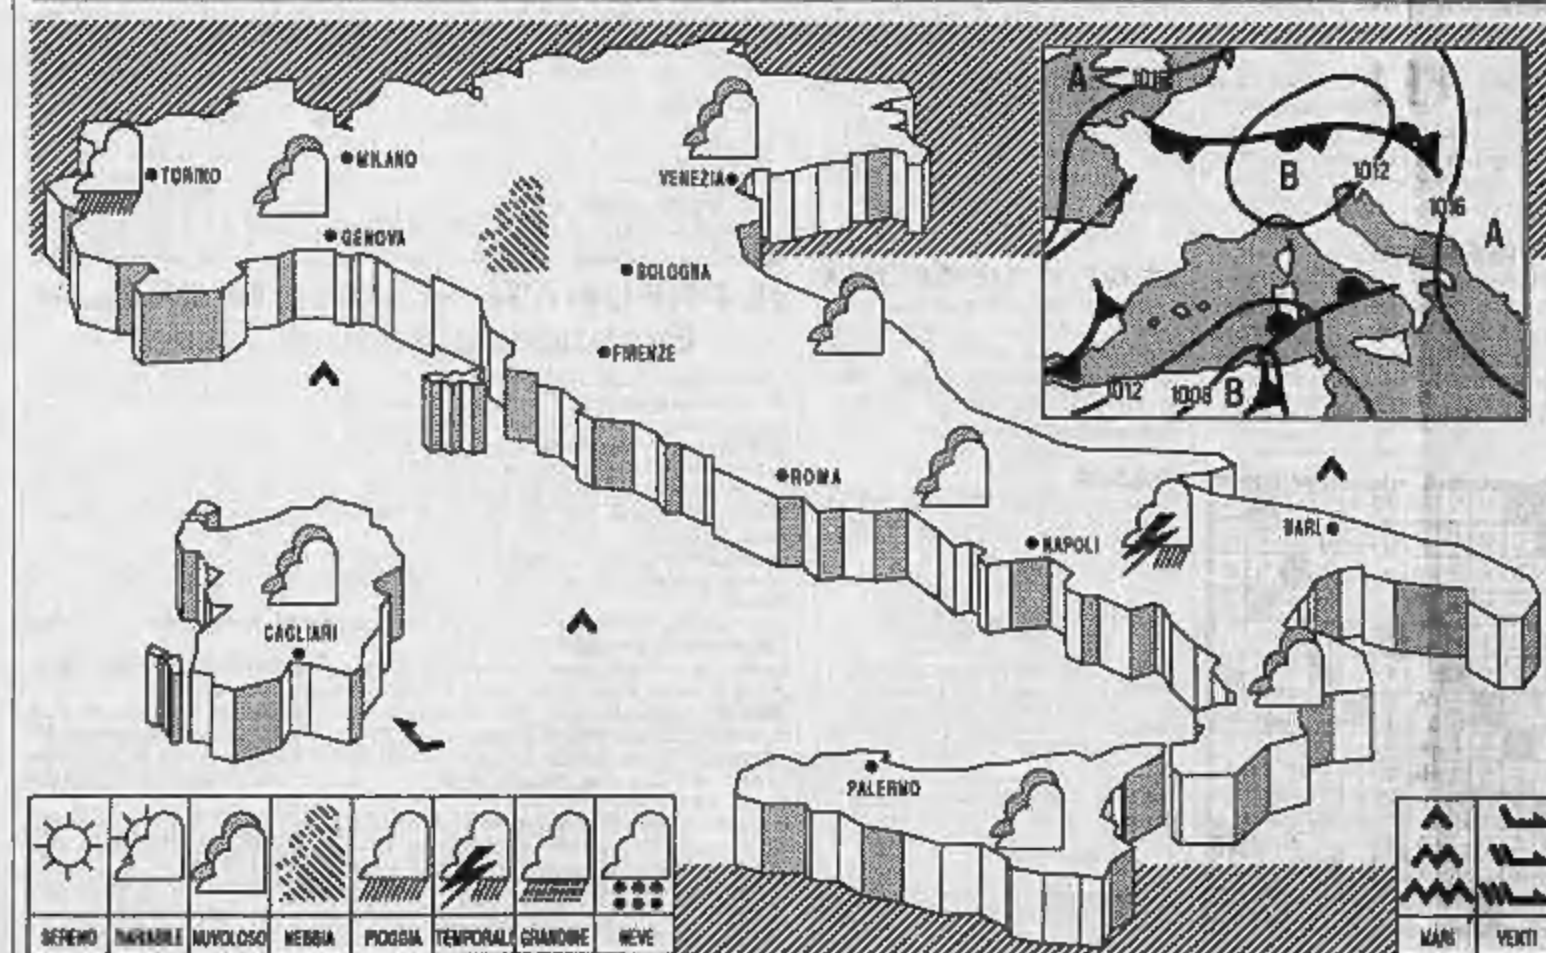 TORINO
MILANO
VENEZIA
GENOVA
BOLOGNA
FIRENZE
ROMA
NAPOLI
BARI
CAGLIARI
PALERMO
A
1016
B
1012
1016
A
1012 1008 B
SERENO VARIABILE NUVOLOSO NEBBIA PIOGGIA TEMPORALE GRANDINE NEVE
MARI VENTI